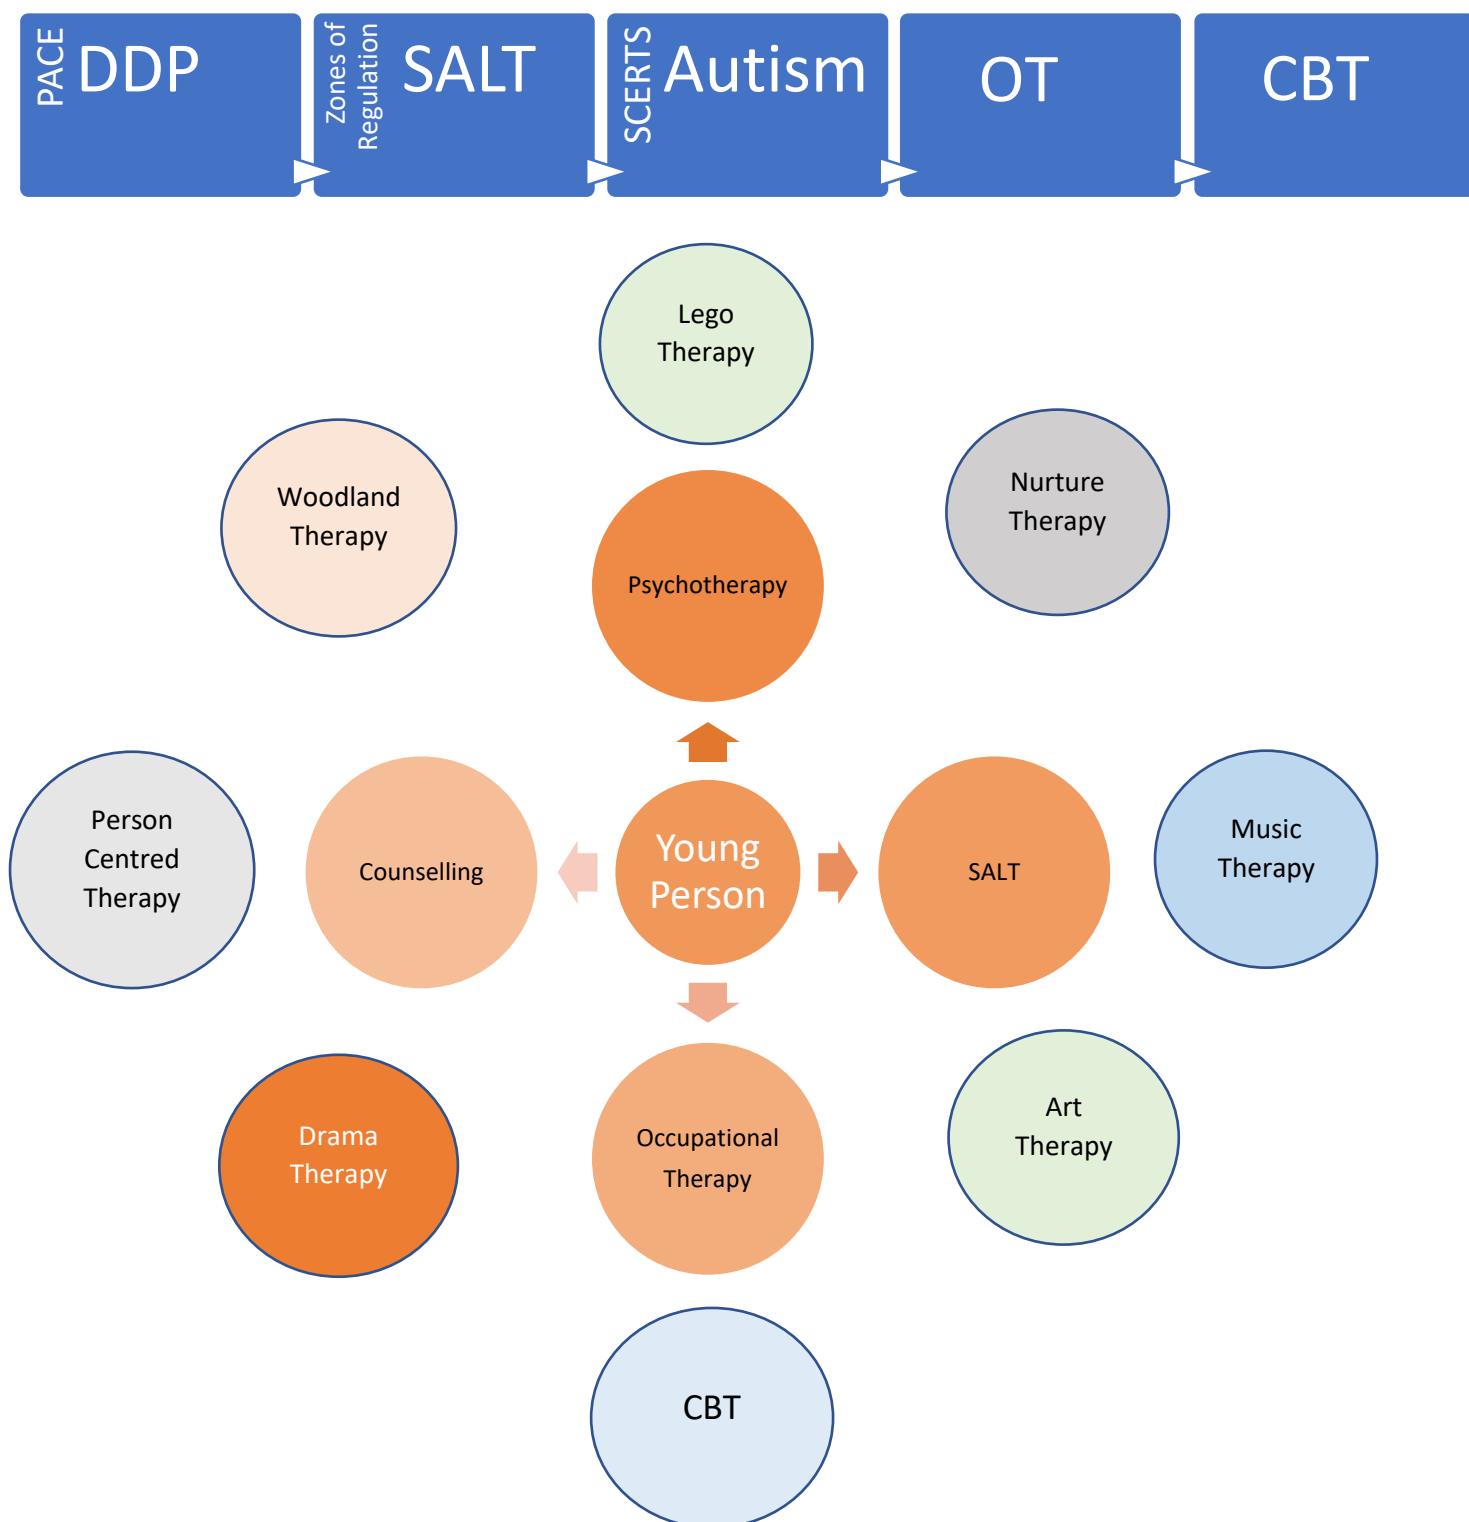 PACE
DDP
Zones of
Regulation
SALT
SCERTS
Autism
OT
CBT
Lego
Therapy
Woodland
Therapy
Nurture
Therapy
Psychotherapy
Person
Centred
Therapy
Counselling
Young
Person
SALT
Music
Therapy
Drama
Therapy
Occupational
Therapy
Art
Therapy
CBT